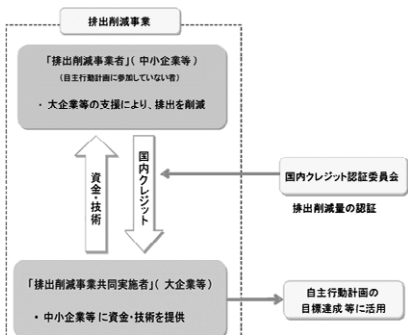 排出削減事業
「排出削減事業者」(中小企業等)
(自主行動計画に参加していない者)
・ 大企業等の支援により、排出を削減
資金・技術
国内クレジット
国内クレジット認証委員会
排出削減量の認証
「排出削減事業共同実施者」(大企業等)
・ 中小企業等に資金・技術を提供
自主行動計画の
目標達成等に活用